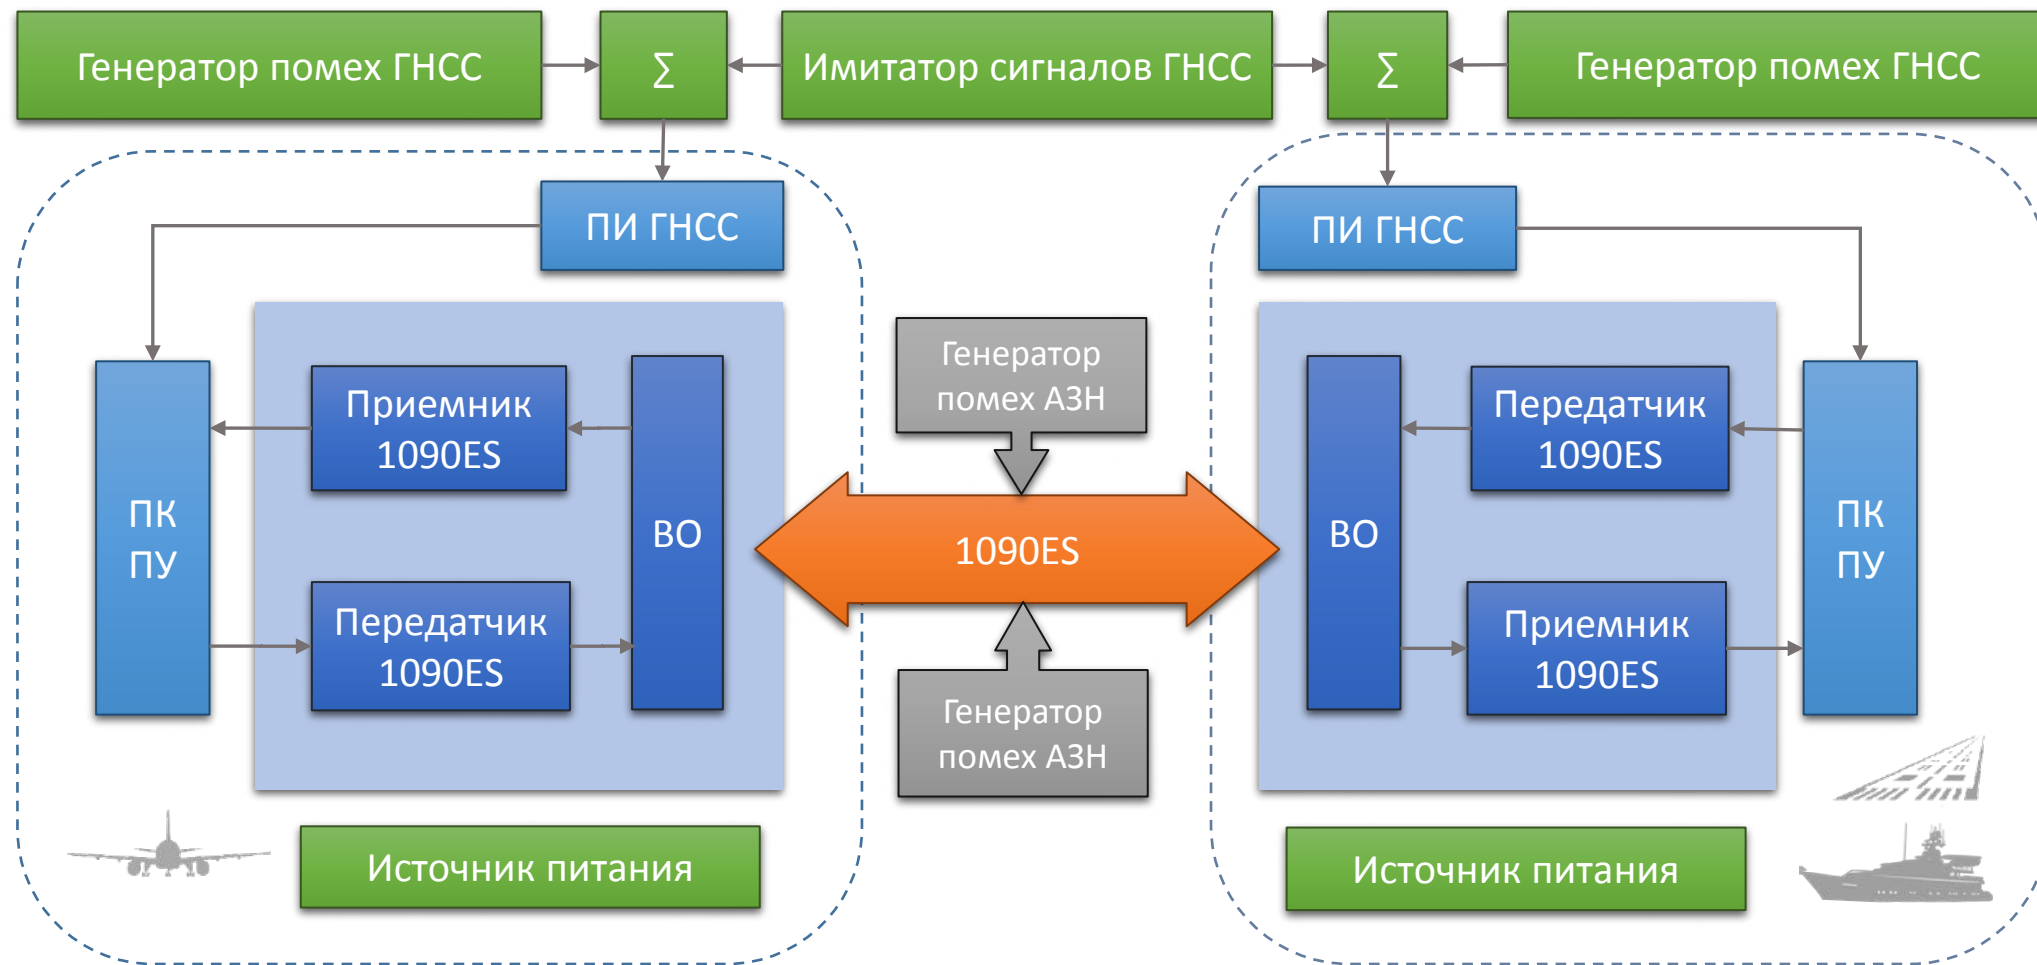 Генератор помех ГНСС
∑
Имитатор сигналов ГНСС
∑
Генератор помех ГНСС
ПИ ГНСС
ПИ ГНСС
ПК
ПУ
Приемник
1090ES
Передатчик
1090ES
ВО
Генератор
помех АЗН
1090ES
Генератор
помех АЗН
ВО
Передатчик
1090ES
Приемник
1090ES
ПК
ПУ
Источник питания
Источник питания